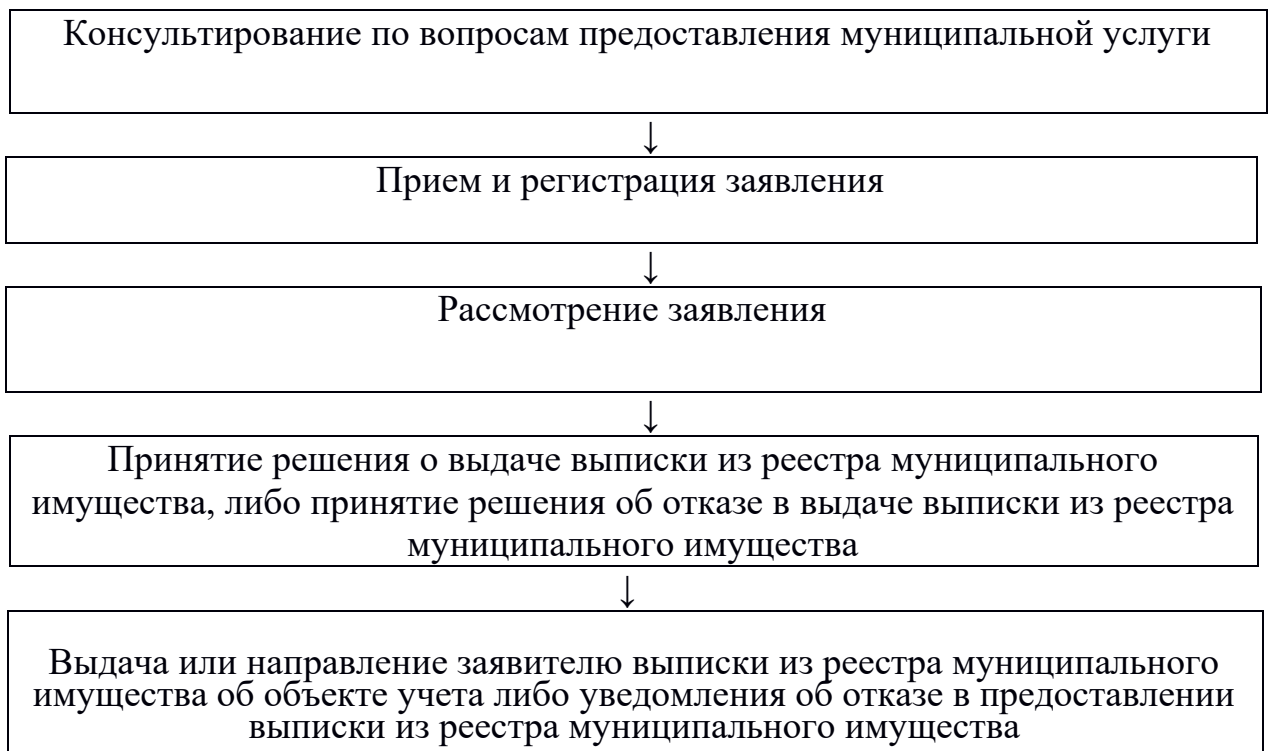 Консультирование по вопросам предоставления муниципальной услуги
↓
Прием и регистрация заявления
↓
Рассмотрение заявления
↓
Принятие решения о выдаче выписки из реестра муниципального
имущества, либо принятие решения об отказе в выдаче выписки из реестра
муниципального имущества
↓
Выдача или направление заявителю выписки из реестра муниципального
имущества об объекте учета либо уведомления об отказе в предоставлении
выписки из реестра муниципального имущества